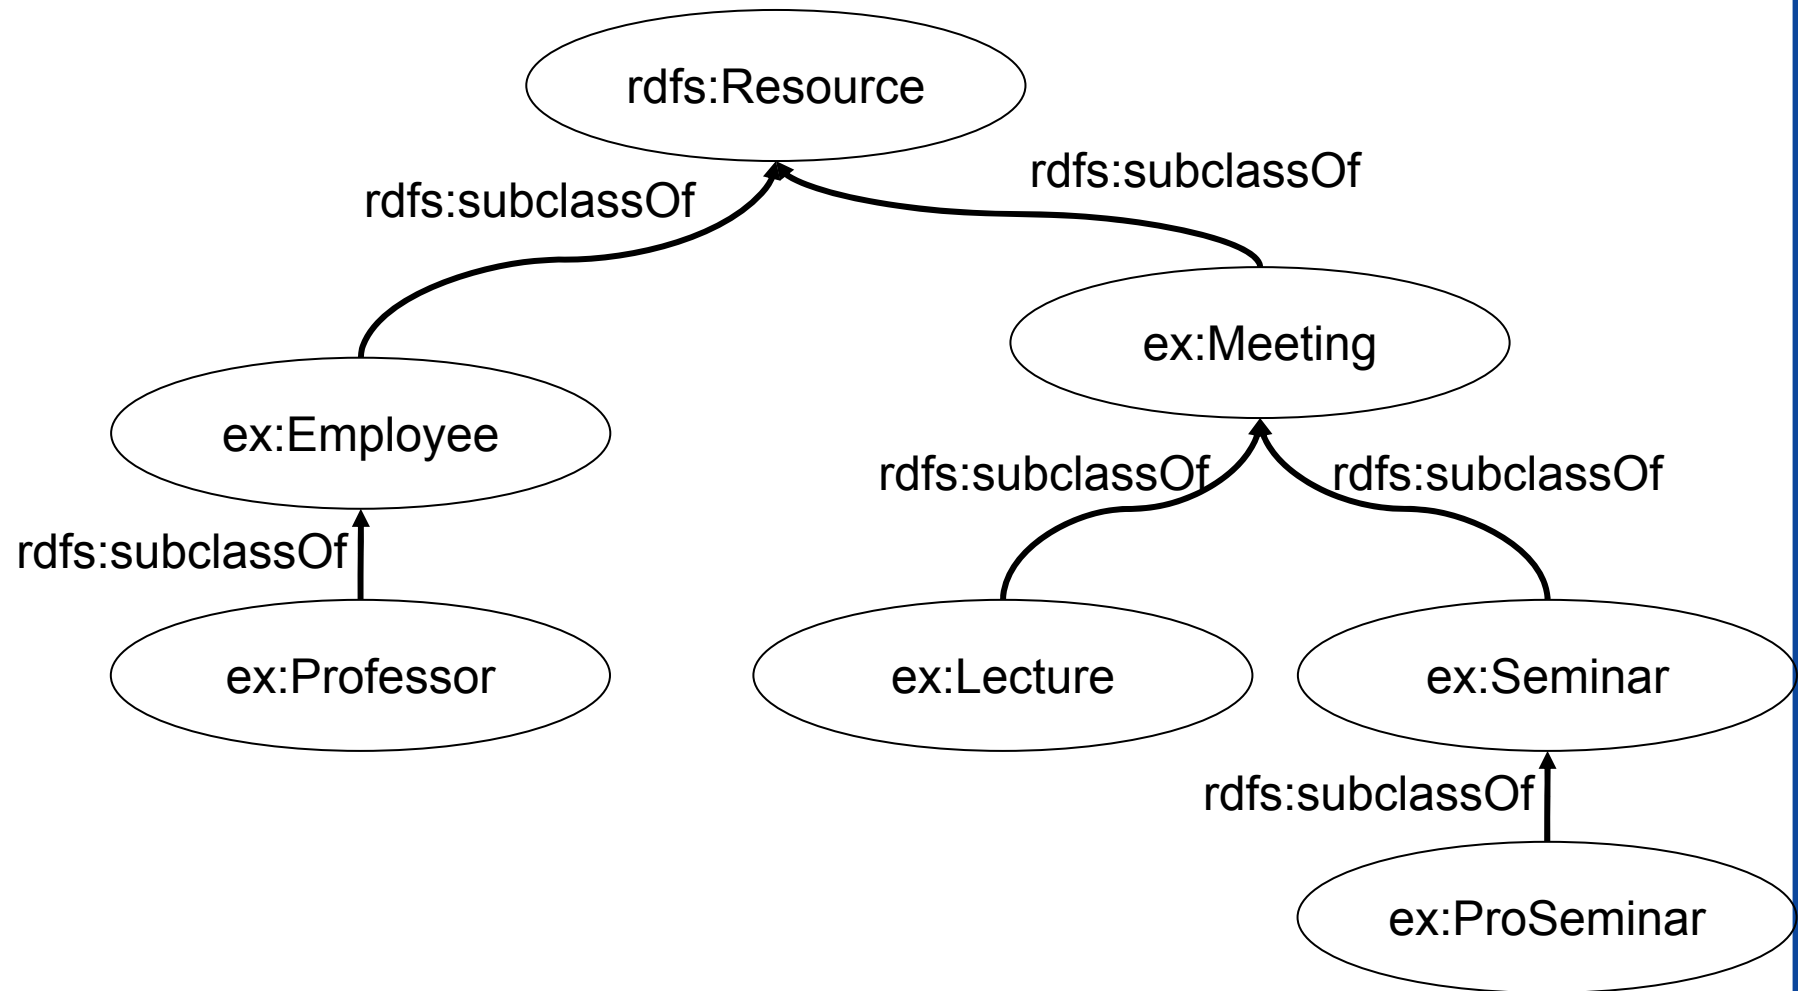 rdfs:Resource
rdfs:subclassOf
rdfs:subclassOf
ex:Meeting
ex:Employee
rdfs:subclassOf
rdfs:subclassOf
rdfs:subclassOf
ex:Professor
ex:Lecture
ex:Seminar
rdfs:subclassOf
ex:ProSeminar